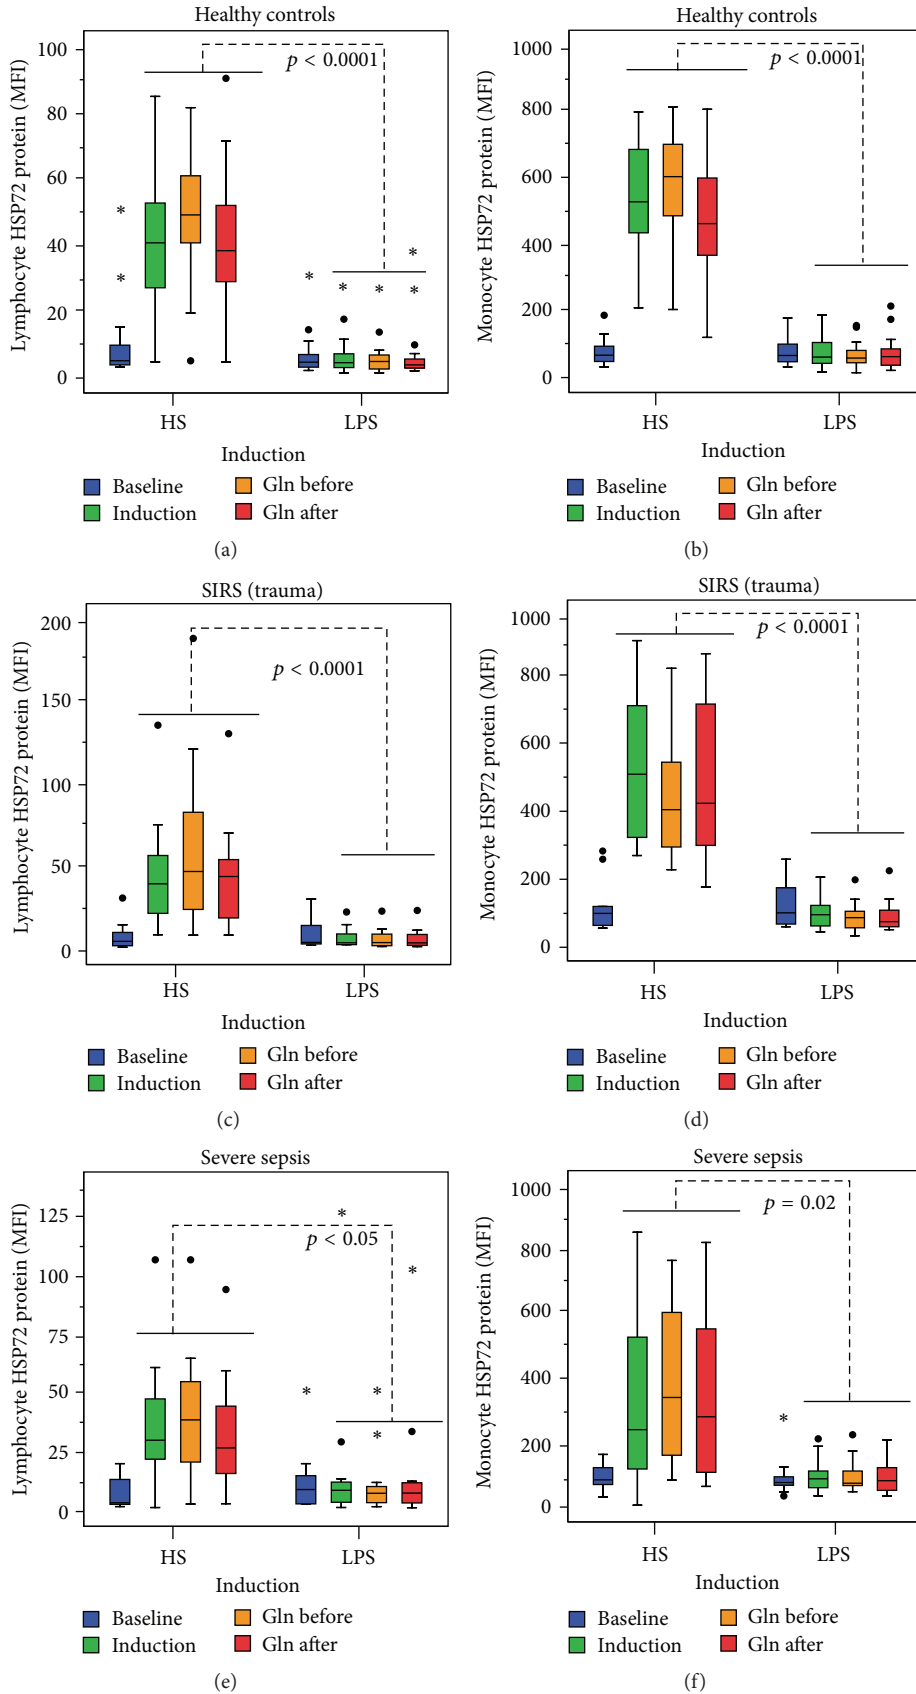 Healthy controls
Lymphocyte HSP72 protein (MFI)
100
80
60
40
20
0
p < 0.0001
*
*
*
*
*
*
*
HS
LPS
Induction
Baseline
Gln before
Induction
Gln after
(a)
Healthy controls
Monocyte HSP72 protein (MFI)
1000
800
600
400
200
0
p < 0.0001
HS
LPS
Induction
Baseline
Gln before
Induction
Gln after
(b)
SIRS (trauma)
Lymphocyte HSP72 protein (MFI)
200
150
100
50
0
p < 0.0001
HS
LPS
Induction
Baseline
Gln before
Induction
Gln after
(c)
SIRS (trauma)
Monocyte HSP72 protein (MFI)
1000
800
600
400
200
0
p < 0.0001
HS
LPS
Induction
Baseline
Gln before
Induction
Gln after
(d)
Severe sepsis
Lymphocyte HSP72 protein (MFI)
125
100
75
50
25
0
*
p < 0.05
*
*
*
*
HS
LPS
Induction
Baseline
Gln before
Induction
Gln after
(e)
Severe sepsis
Monocyte HSP72 protein (MFI)
1000
800
600
400
200
0
p = 0.02
*
HS
LPS
Induction
Baseline
Gln before
Induction
Gln after
(f)